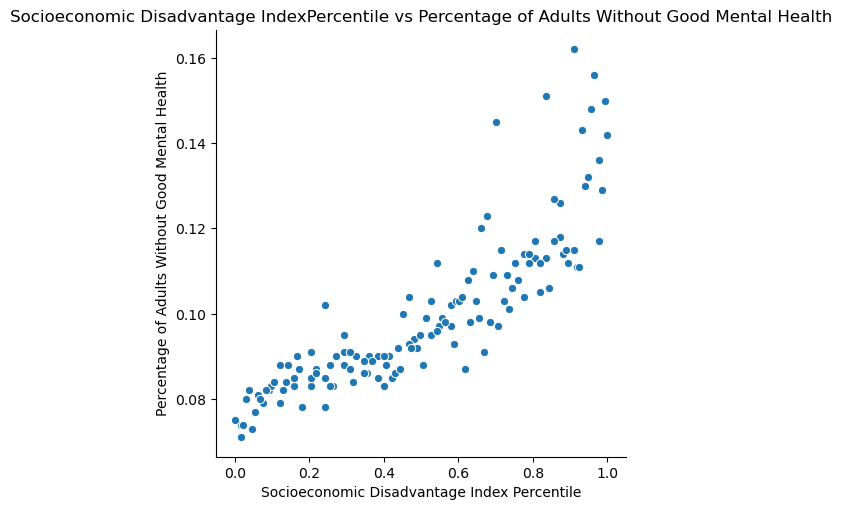 Socioeconomic Disadvantage IndexPercentile vs Percentage of Adults Without Good Mental Health
0.16
0.14
0.12
0.10
0.08
Percentage of Adults Without Good Mental Health
0.0 0.2 0.4 0.6 0.8 1.0
Socioeconomic Disadvantage Index Percentile